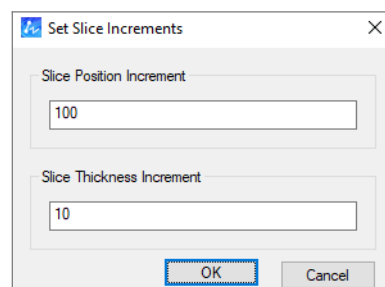 Set Slice Increments
Slice Position Increment
100
Slice Thickness Increment
10
OK
Cancel